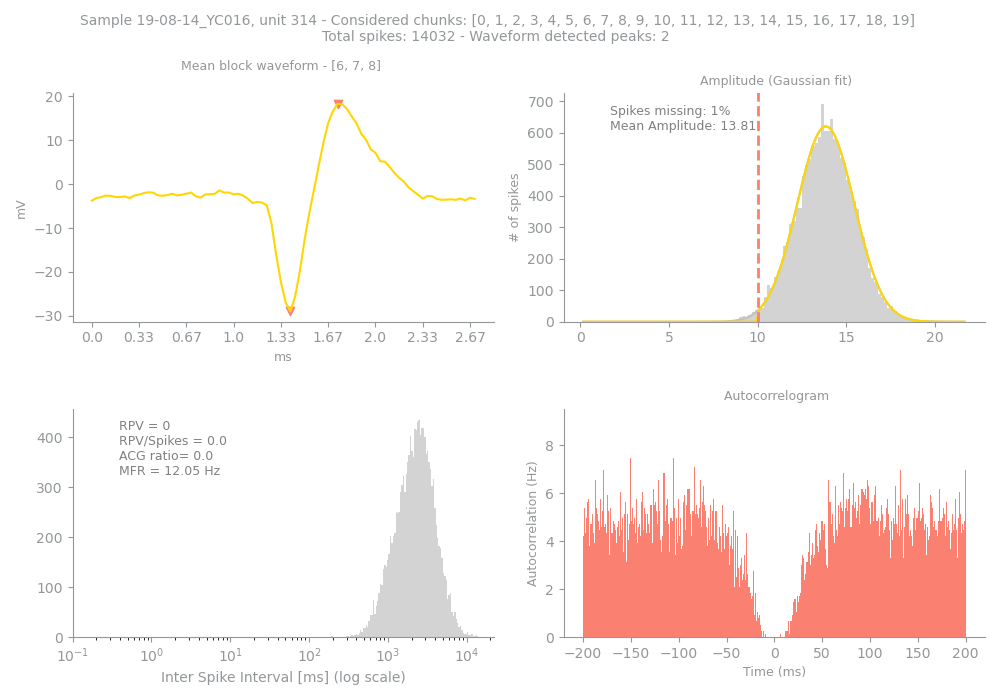 Sample 19-08-14_YC016, unit 314 - Considered chunks: [0, 1, 2, 3, 4, 5, 6, 7, 8, 9, 10, 11, 12, 13, 14, 15, 16, 17, 18, 19]
Total spikes: 14032 - Waveform detected peaks: 2
Mean block waveform - [6, 7, 8]
20
10
0
−10
−20
−30
mV
0.0 0.33 0.67 1.0 1.33 1.67 2.0 2.33 2.67
ms
Amplitude (Gaussian fit)
Spikes missing: 1%
Mean Amplitude: 13.81
700
600
500
400
300
200
100
0
# of spikes
0 5 10 15 20
RPV = 0
RPV/Spikes = 0.0
ACG ratio= 0.0
MFR = 12.05 Hz
400
300
200
100
0
10⁻¹ 10⁰ 10¹ 10² 10³ 10⁴
Inter Spike Interval [ms] (log scale)
Autocorrelogram
8
6
4
2
0
Autocorrelation (Hz)
−200 −150 −100 −50 0 50 100 150 200
Time (ms)